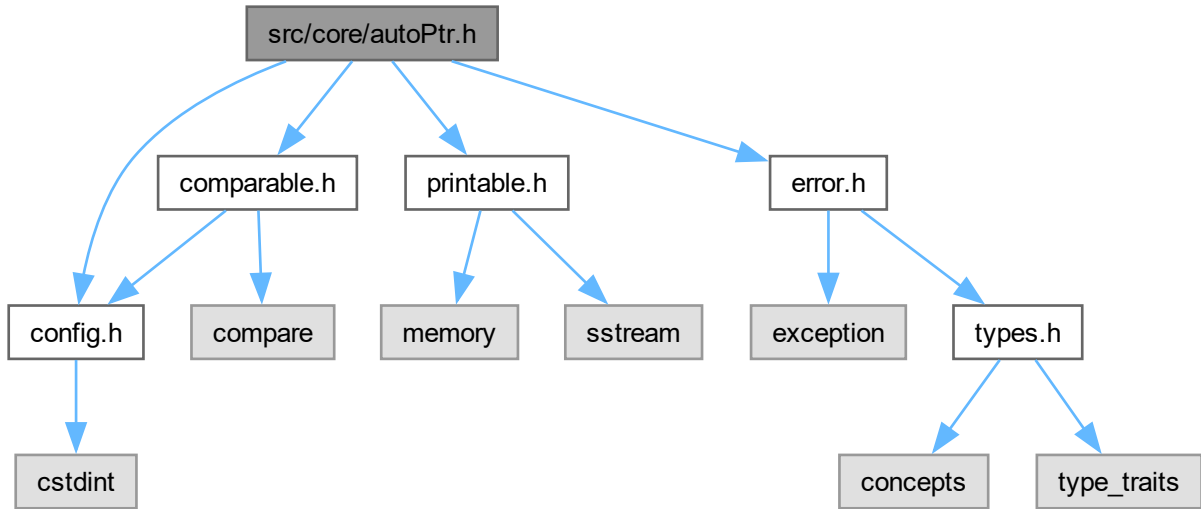 src/core/autoPtr.h
comparable.h
printable.h
error.h
config.h
compare
memory
sstream
exception
types.h
cstdint
concepts
type_traits